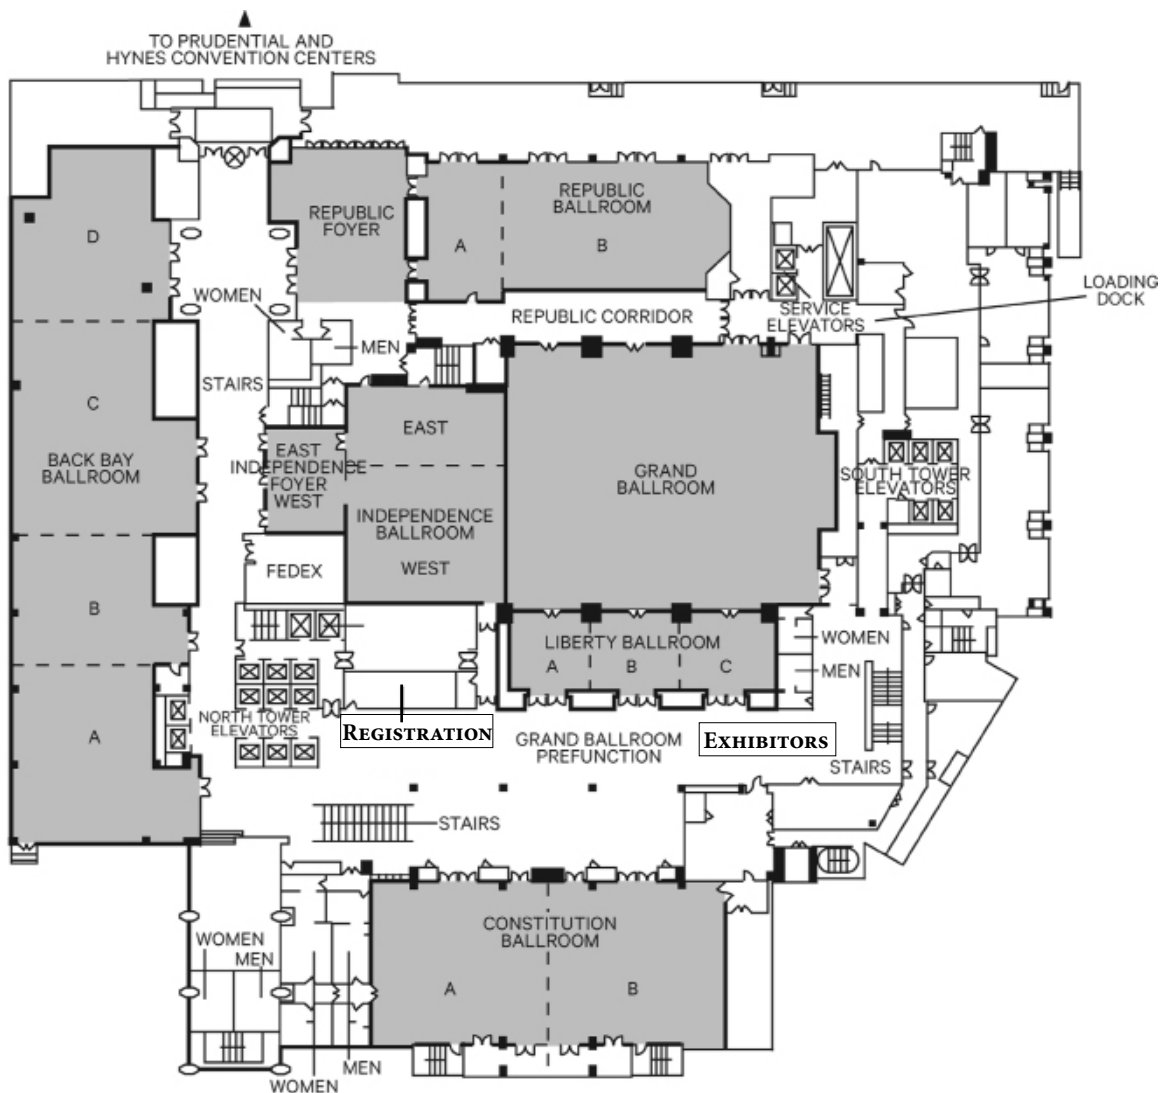 TO PRUDENTIAL AND
HYNES CONVENTION CENTERS
REPUBLIC
FOYER
REPUBLIC
BALLROOM
A
B
D
WOMEN
MEN
STAIRS
REPUBLIC CORRIDOR
SERVICE
ELEVATORS
LOADING
DOCK
C
BACK BAY
BALLROOM
EAST
INDEPENDENCE
FOYER
WEST
EAST
INDEPENDENCE
BALLROOM
WEST
GRAND
BALLROOM
SOUTH TOWER
ELEVATORS
FEDEX
B
LIBERTY BALLROOM
A
B
C
WOMEN
MEN
A
NORTH TOWER
ELEVATORS
REGISTRATION
GRAND BALLROOM
PREFUNCTION
EXHIBITORS
STAIRS
STAIRS
CONSTITUTION
BALLROOM
A
B
WOMEN
MEN
MEN
WOMEN